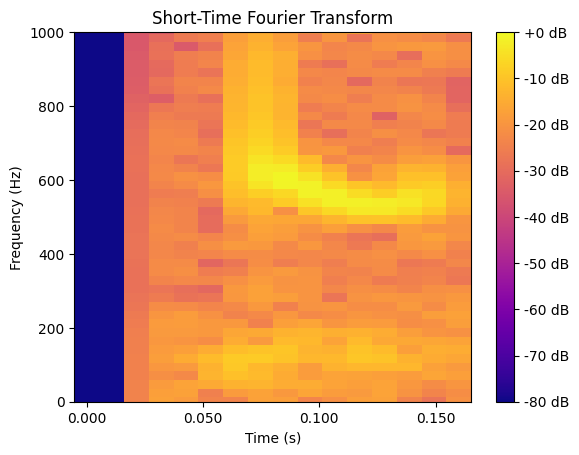 Short-Time Fourier Transform
1000
800
600
400
200
0
Frequency (Hz)
0.000
0.050
0.100
0.150
Time (s)
+0 dB
-10 dB
-20 dB
-30 dB
-40 dB
-50 dB
-60 dB
-70 dB
-80 dB